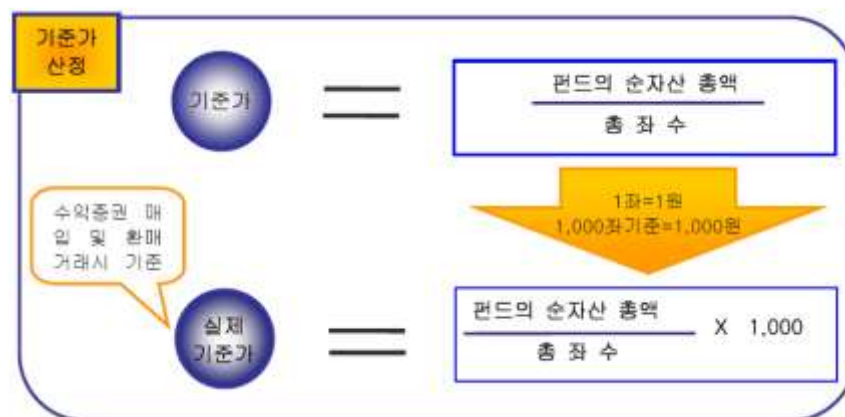 기준가
산정
기준가
펀드의 순자산 총액
총 좌 수
1좌=1원
1,000좌기준=1,000원
수익증권 매
입 및 환매
거래시 기준
실제
기준가
펀드의 순자산 총액
X 1,000
총 좌 수